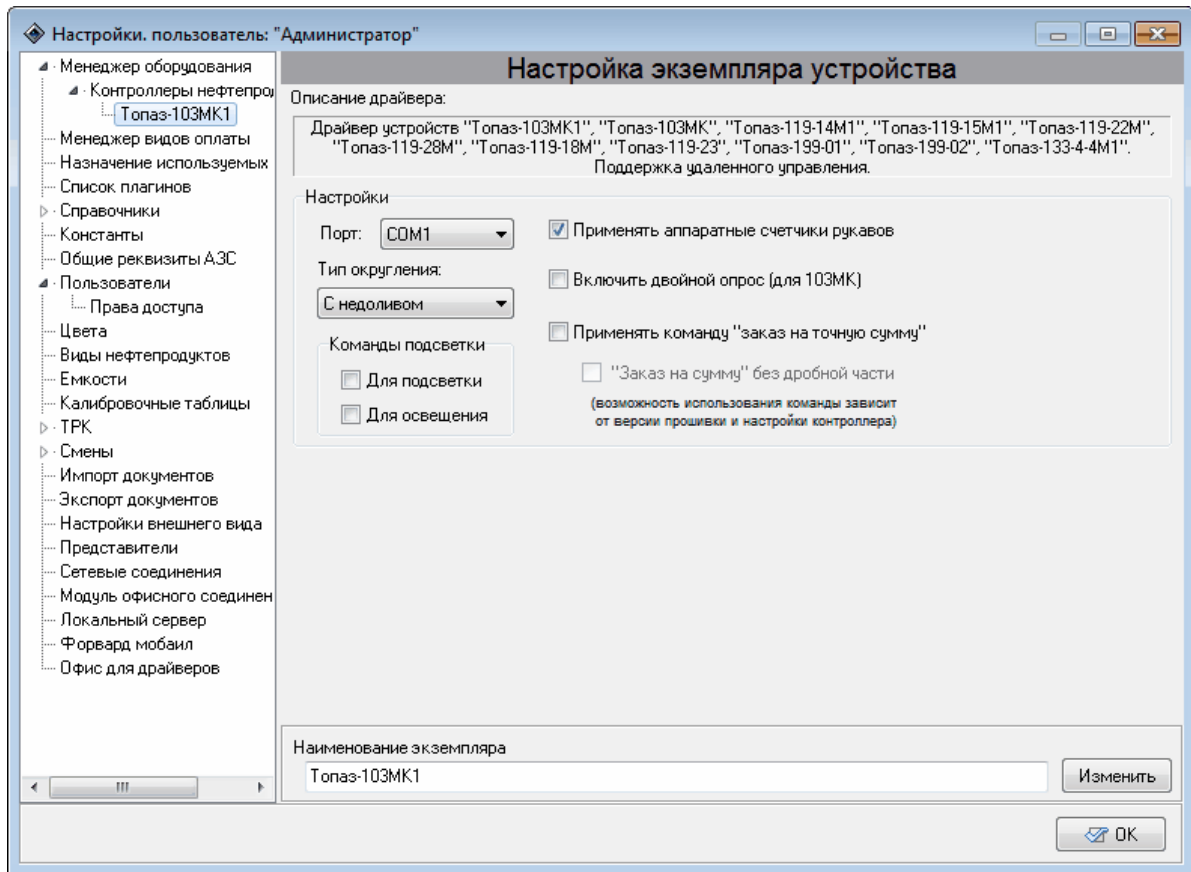 Настройки. пользователь: "Администратор"
Менеджер оборудования
Контроллеры нефтепро
Топаз-103МК1
Менеджер видов оплаты
Назначение используемых
Список плагинов
Справочники
Константы
Общие реквизиты АЗС
Пользователи
Права доступа
Цвета
Виды нефтепродуктов
Емкости
Калибровочные таблицы
ТРК
Смены
Импорт документов
Экспорт документов
Настройки внешнего вида
Представители
Сетевые соединения
Модуль офисного соединен
Локальный сервер
Форвард мобаил
Офис для драйверов
Настройка экземпляра устройства
Описание драйвера:
Драйвер устройств "Топаз-103МК1", "Топаз-103МК", "Топаз-119-14М1", "Топаз-119-15М1", "Топаз-119-22М",
"Топаз-119-28М", "Топаз-119-18М", "Топаз-119-23", "Топаз-199-01", "Топаз-199-02", "Топаз-133-4-4М1".
Поддержка удаленного управления.
Настройки
Порт: COM1
Тип округления:
С недоливом
Команды подсветки
Для подсветки
Для освещения
Применять аппаратные счетчики рукавов
Включить двойной опрос (для 103МК)
Применять команду "заказ на точную сумму"
"Заказ на сумму" без дробной части
(возможность использования команды зависит
от версии прошивки и настройки контроллера)
Наименование экземпляра
Топаз-103МК1
Изменить
OK